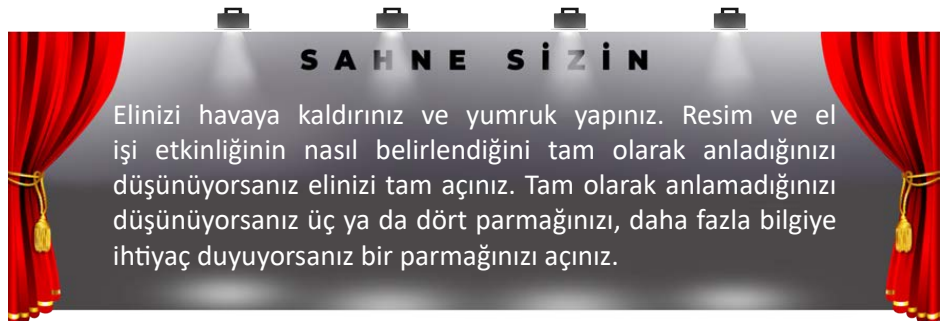 SAHNE SİZİN
Elinizi havaya kaldırınız ve yumruk yapınız. Resim ve el
işi etkinliğinin nasıl belirlendiğini tam olarak anladığınızı
düşünüyorsanız elinizi tam açınız. Tam olarak anlamadığınızı
düşünüyorsanız üç ya da dört parmağınızı, daha fazla bilgiye
ihtiyaç duyuyorsanız bir parmağınızı açınız.